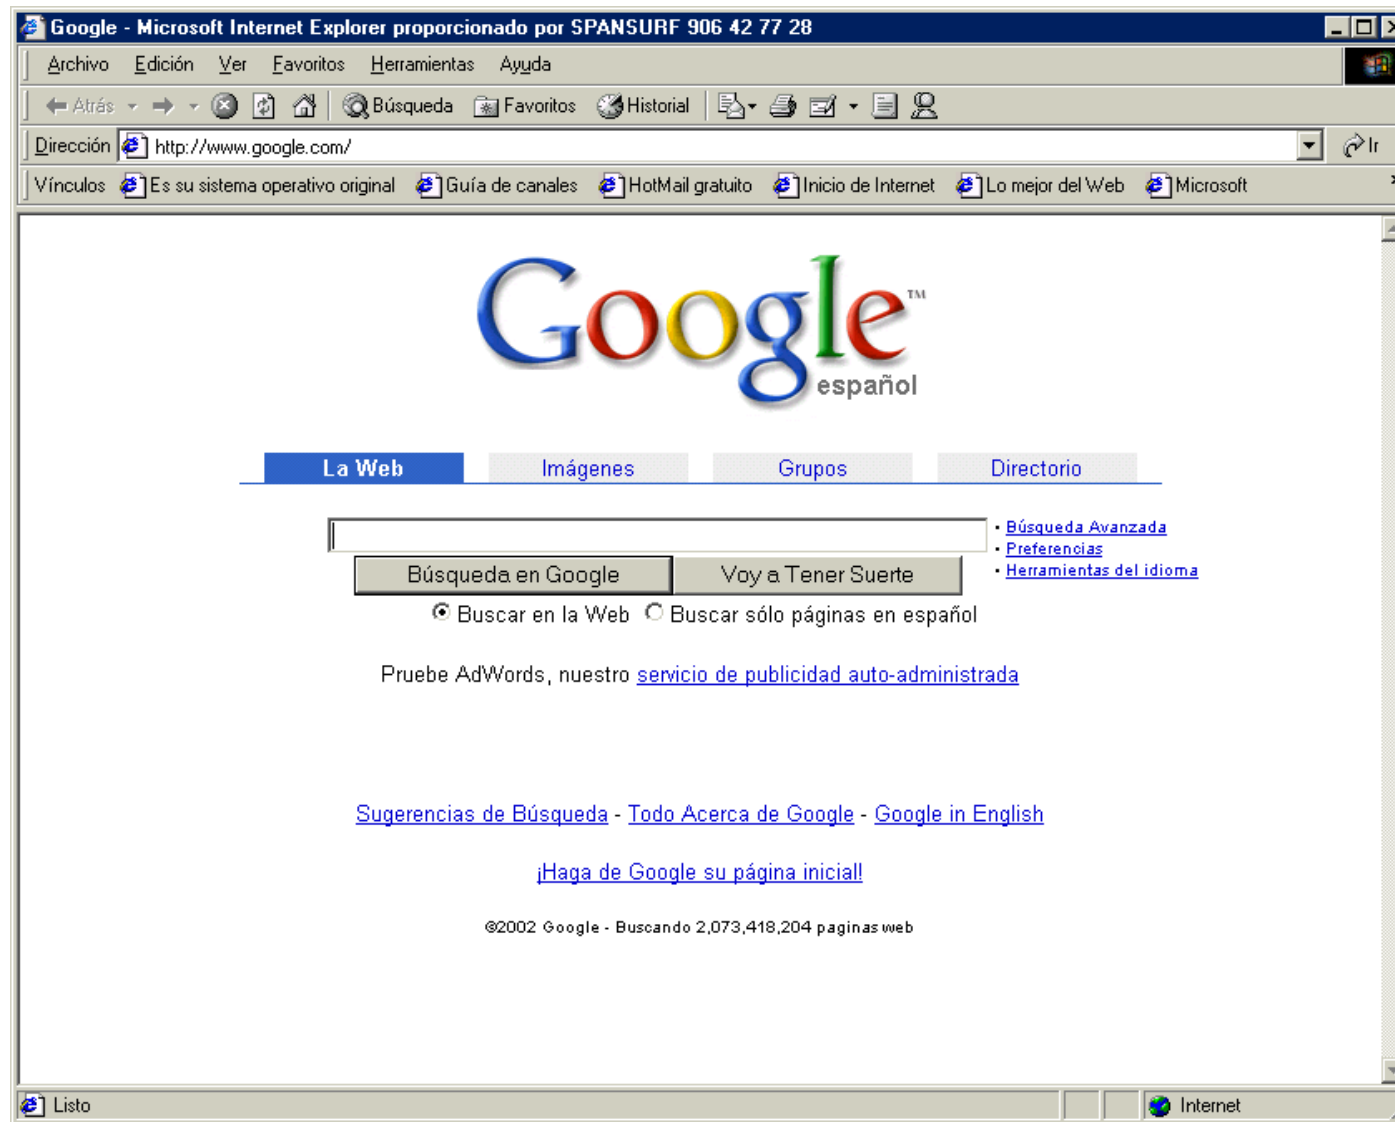 Google - Microsoft Internet Explorer proporcionado por SPANSURF 906 42 77 28
Archivo Edición Ver Favoritos Herramientas Ayuda
Atrás Búsqueda Favoritos Historial
Dirección http://www.google.com/ Ir
Vínculos Es su sistema operativo original Guía de canales HotMail gratuito Inicio de Internet Lo mejor del Web Microsoft
Google™
español
La Web Imágenes Grupos Directorio
· Búsqueda Avanzada
· Preferencias
· Herramientas del idioma
Búsqueda en Google Voy a Tener Suerte
Buscar en la Web Buscar sólo páginas en español
Pruebe AdWords, nuestro servicio de publicidad auto-administrada
Sugerencias de Búsqueda - Todo Acerca de Google - Google in English
¡Haga de Google su página inicial!
©2002 Google - Buscando 2,073,418,204 paginas web
Listo Internet